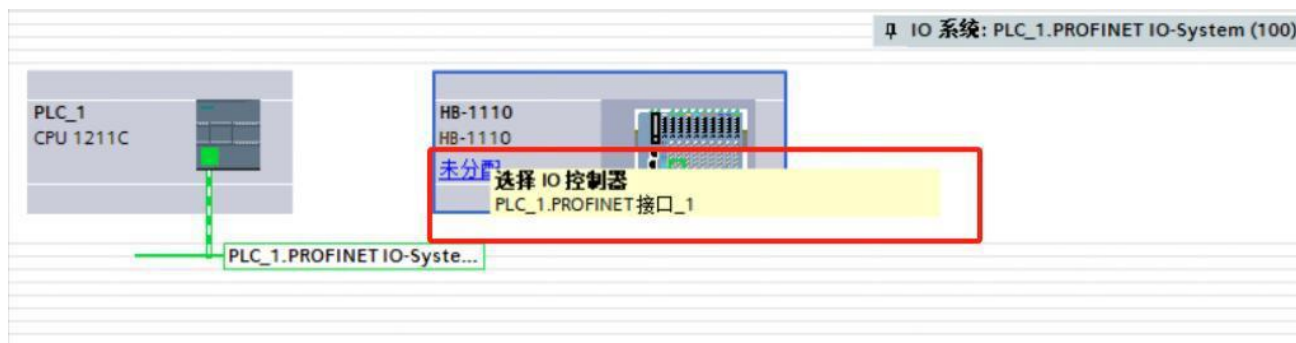 IO 系统: PLC_1.PROFINET IO-System (100)
PLC_1
CPU 1211C
HB-1110
HB-1110
未分配
选择 IO 控制器
PLC_1.PROFINET接口_1
PLC_1.PROFINET IO-Syste...